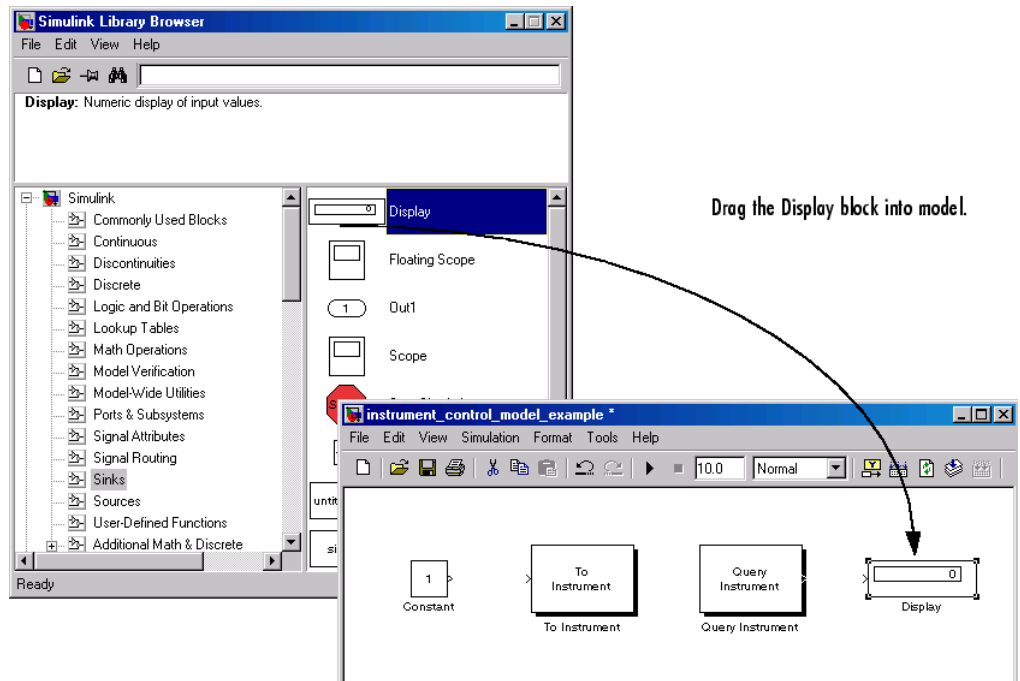 Simulink Library Browser
File Edit View Help
Display: Numeric display of input values.
Simulink
Commonly Used Blocks
Continuous
Discontinuities
Discrete
Logic and Bit Operations
Lookup Tables
Math Operations
Model Verification
Model-Wide Utilities
Ports & Subsystems
Signal Attributes
Signal Routing
Sinks
Sources
User-Defined Functions
Additional Math & Discrete
Ready
0 Display
Floating Scope
1 Out1
Scope
Drag the Display block into model.
instrument_control_model_example *
File Edit View Simulation Format Tools Help
10.0 Normal
1
Constant
To
Instrument
To Instrument
Query
Instrument
Query Instrument
0
Display